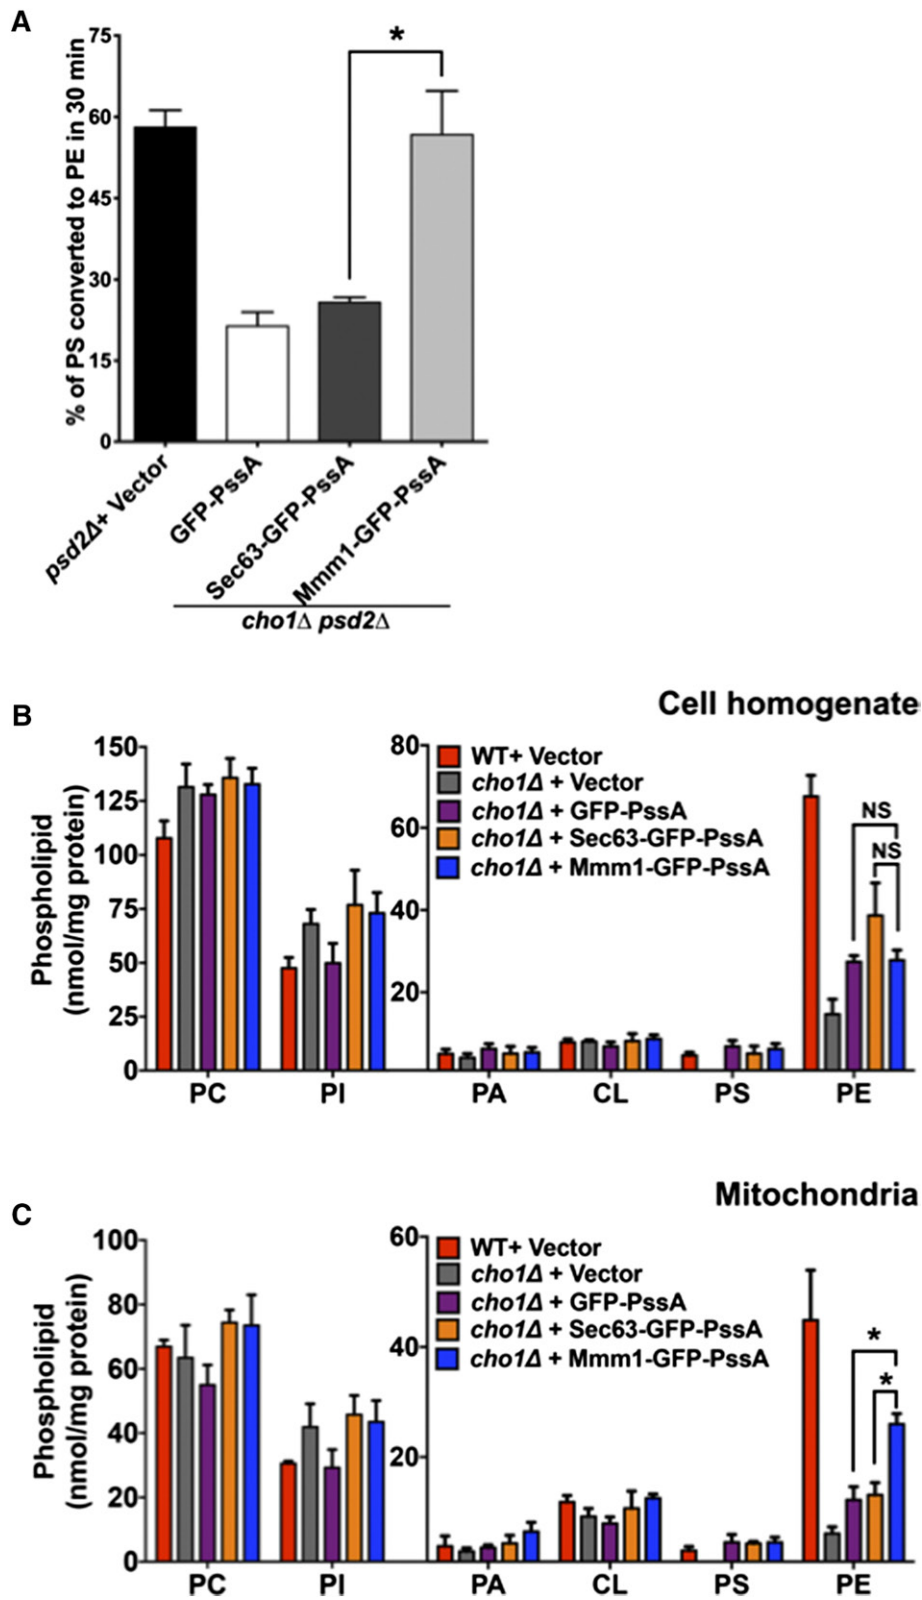 A
% of PS converted to PE in 30 min
75
60
45
30
15
0
*
psd2Δ+ Vector
GFP-PssA
Sec63-GFP-PssA
Mmm1-GFP-PssA
cho1Δ psd2Δ
B
Cell homogenate
Phospholipid
(nmol/mg protein)
150
125
100
75
50
25
0
PC
PI
80
60
40
20
WT+ Vector
cho1Δ + Vector
cho1Δ + GFP-PssA
cho1Δ + Sec63-GFP-PssA
cho1Δ + Mmm1-GFP-PssA
NS
NS
PA
CL
PS
PE
C
Mitochondria
Phospholipid
(nmol/mg protein)
100
80
60
40
20
0
PC
PI
60
40
20
WT+ Vector
cho1Δ + Vector
cho1Δ + GFP-PssA
cho1Δ + Sec63-GFP-PssA
cho1Δ + Mmm1-GFP-PssA
*
*
PA
CL
PS
PE